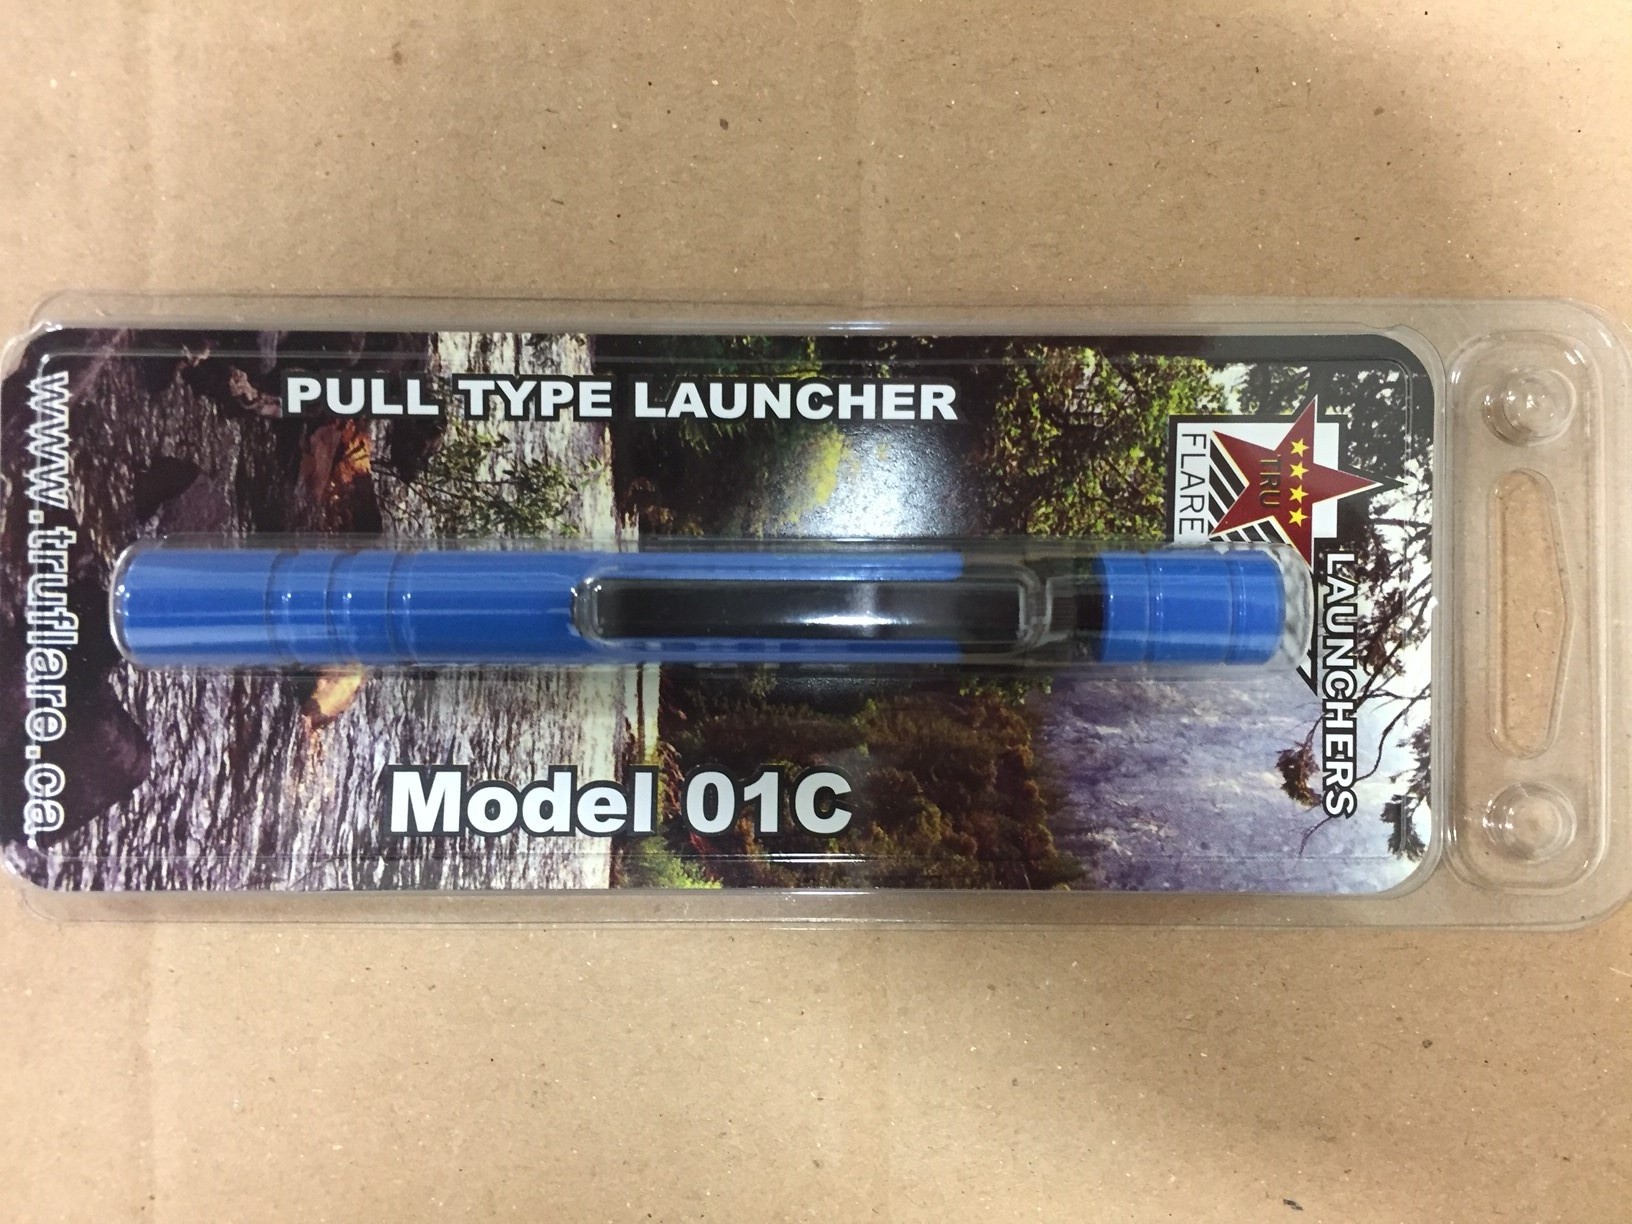 PULL TYPE LAUNCHER
TRU
FLARE
LAUNCHERS
Model 01C
www.truflare.ca